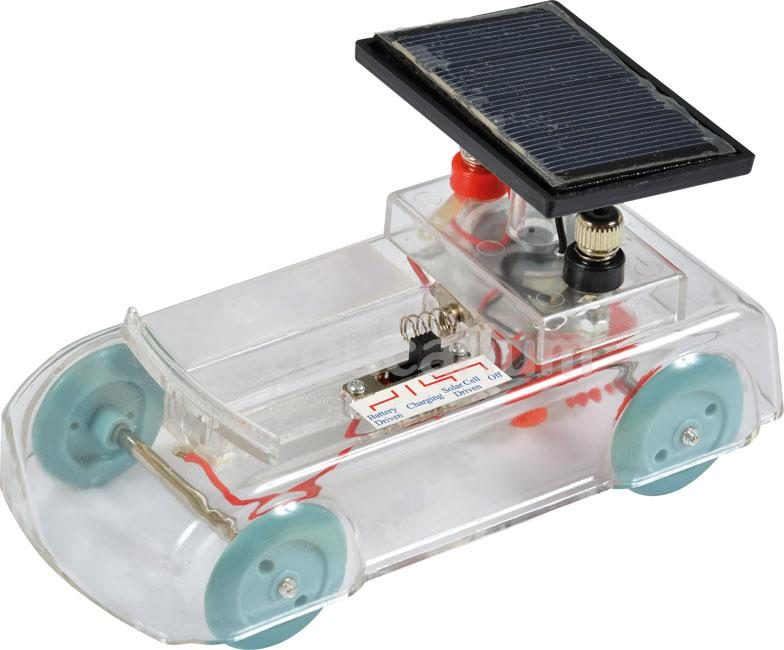 Battery Driven
Charging
Solar Cell Driven
Off